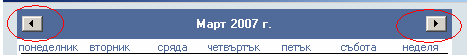 Март 2007 г.
понеделник вторник сряда четвъртък петък събота неделя